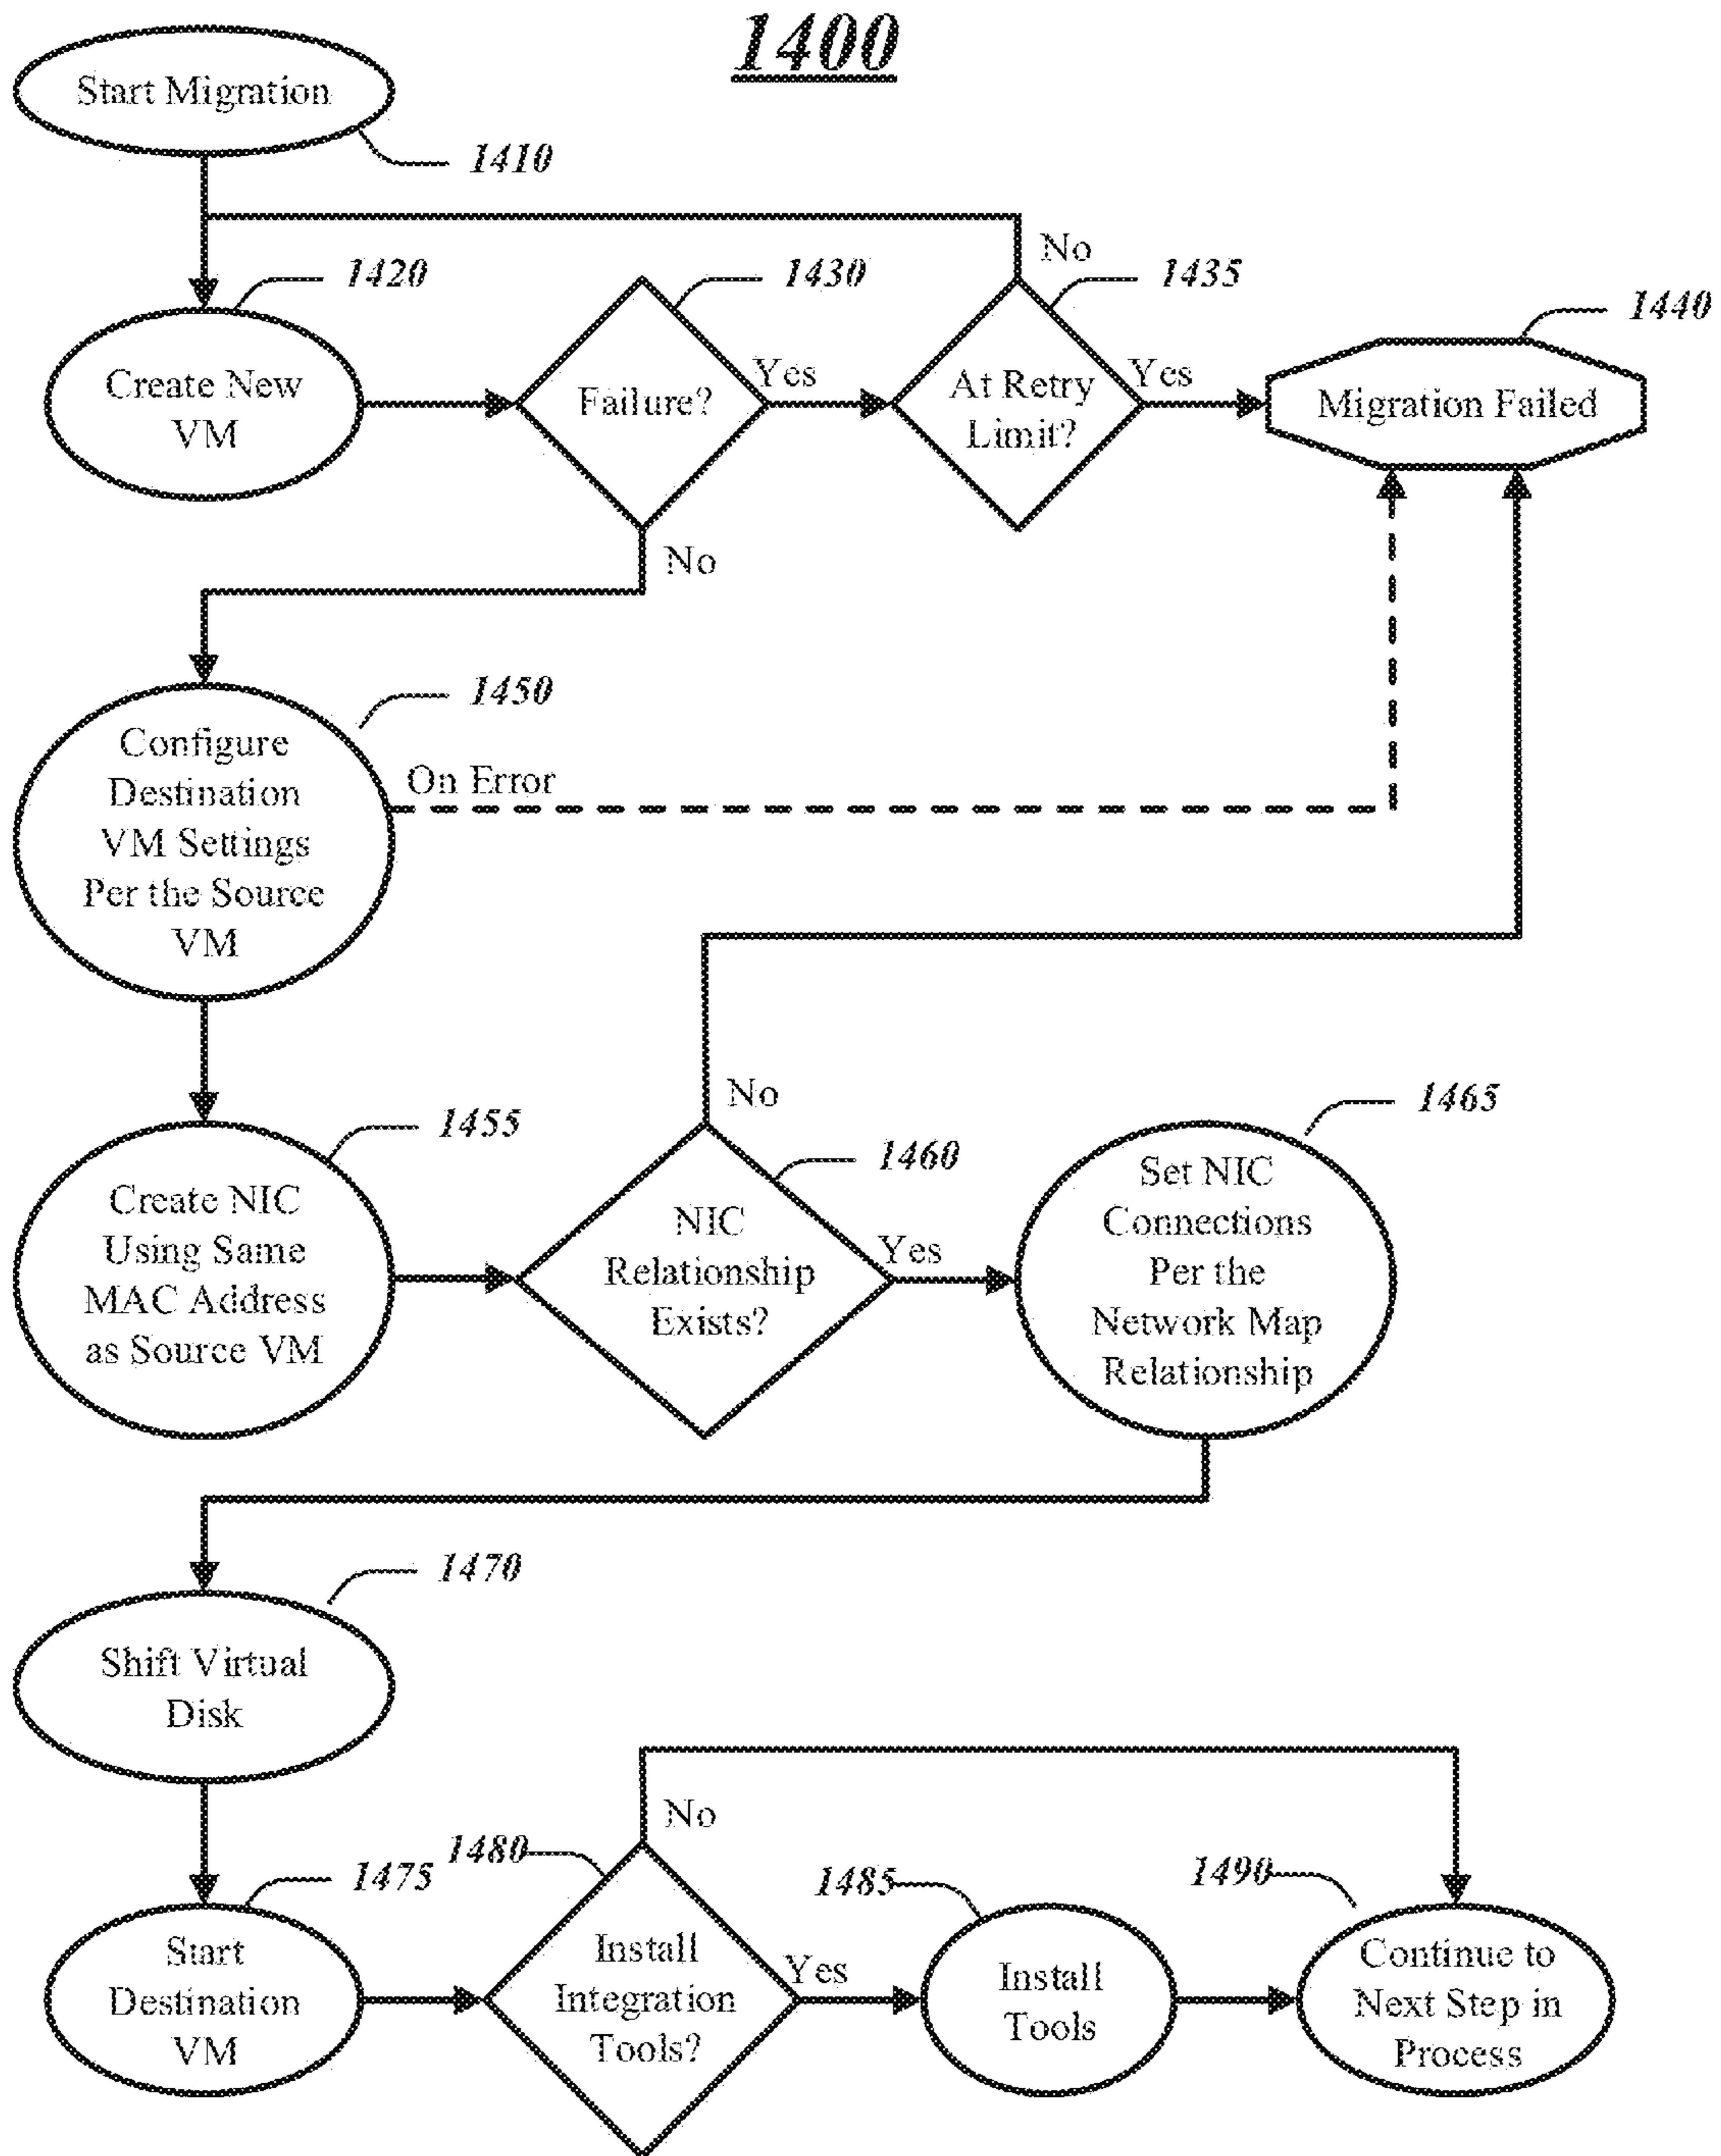 1400
Start Migration
1410
No
1420
1430
1435
1440
Create New
VM
Failure?
Yes
At Retry
Limit?
Yes
Migration Failed
No
1450
Configure
Destination
VM Settings
Per the Source
VM
On Error
No
1455
1460
1465
Create NIC
Using Same
MAC Address
as Source VM
NIC
Relationship
Exists?
Yes
Set NIC
Connections
Per the
Network Map
Relationship
1470
Shift Virtual
Disk
No
1475
1480
1485
1490
Start
Destination
VM
Install
Integration
Tools?
Yes
Install
Tools
Continue to
Next Step in
Process